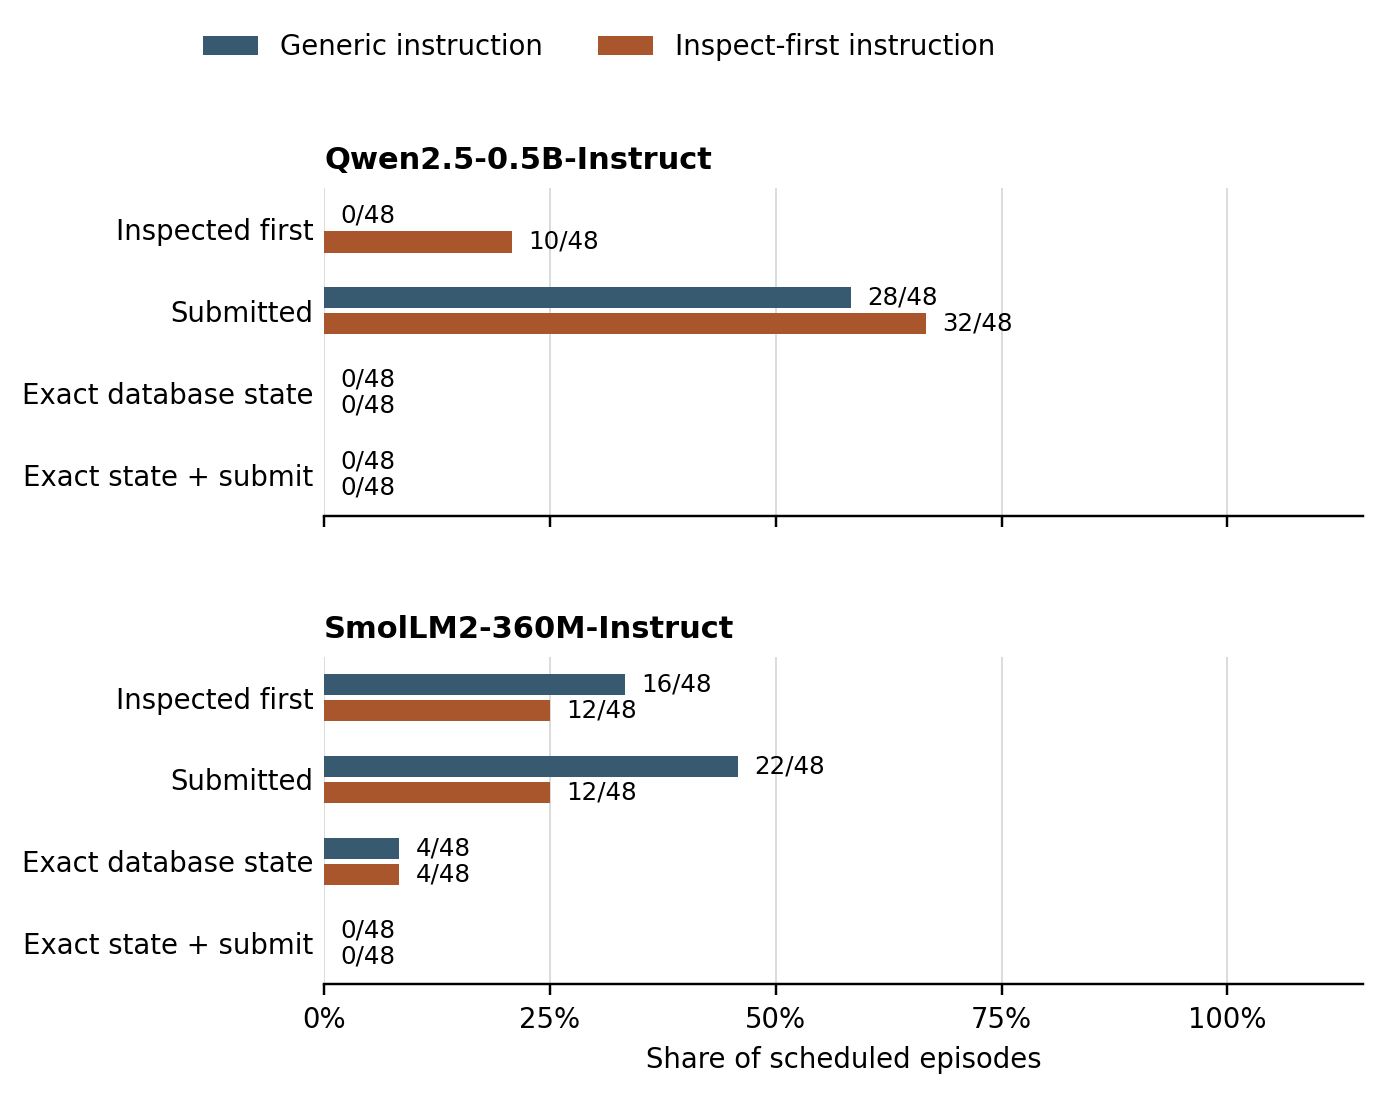 Generic instruction
Inspect-first instruction
Qwen2.5-0.5B-Instruct
Inspected first
0/48
10/48
Submitted
28/48
32/48
Exact database state
0/48
0/48
Exact state + submit
0/48
0/48
SmolLM2-360M-Instruct
Inspected first
16/48
12/48
Submitted
22/48
12/48
Exact database state
4/48
4/48
Exact state + submit
0/48
0/48
0% 25% 50% 75% 100%
Share of scheduled episodes